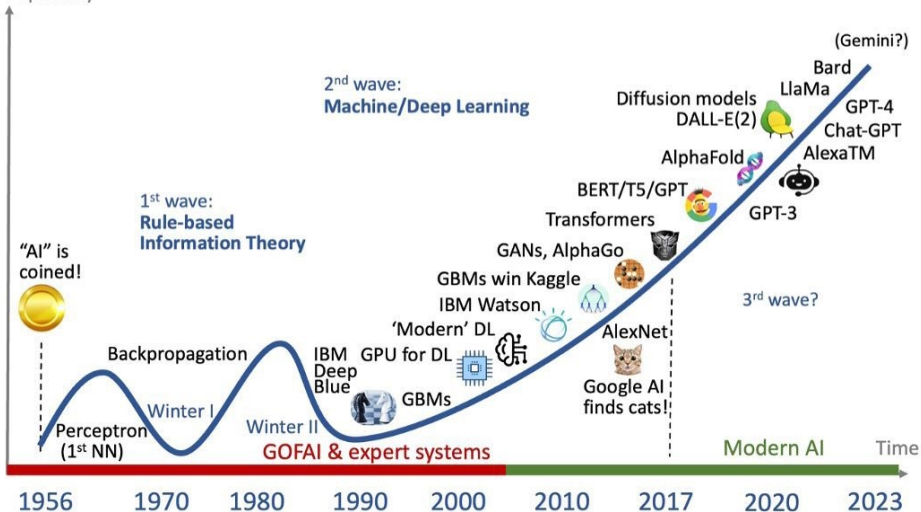 (Gemini?)
Bard
LlaMa
GPT-4
Chat-GPT
AlexaTM
2nd wave:
Machine/Deep Learning
Diffusion models
DALL-E(2)
AlphaFold
BERT/T5/GPT
GPT-3
1st wave:
Rule-based
Information Theory
Transformers
GANs, AlphaGo
"AI" is
coined!
GBMs win Kaggle
3rd wave?
IBM Watson
'Modern' DL
AlexNet
Backpropagation
IBM
Deep
Blue
GPU for DL
Google AI
finds cats!
GBMs
Winter I
Winter II
Perceptron
(1st NN)
GOFAI & expert systems
Modern AI
Time
1956 1970 1980 1990 2000 2010 2017 2020 2023